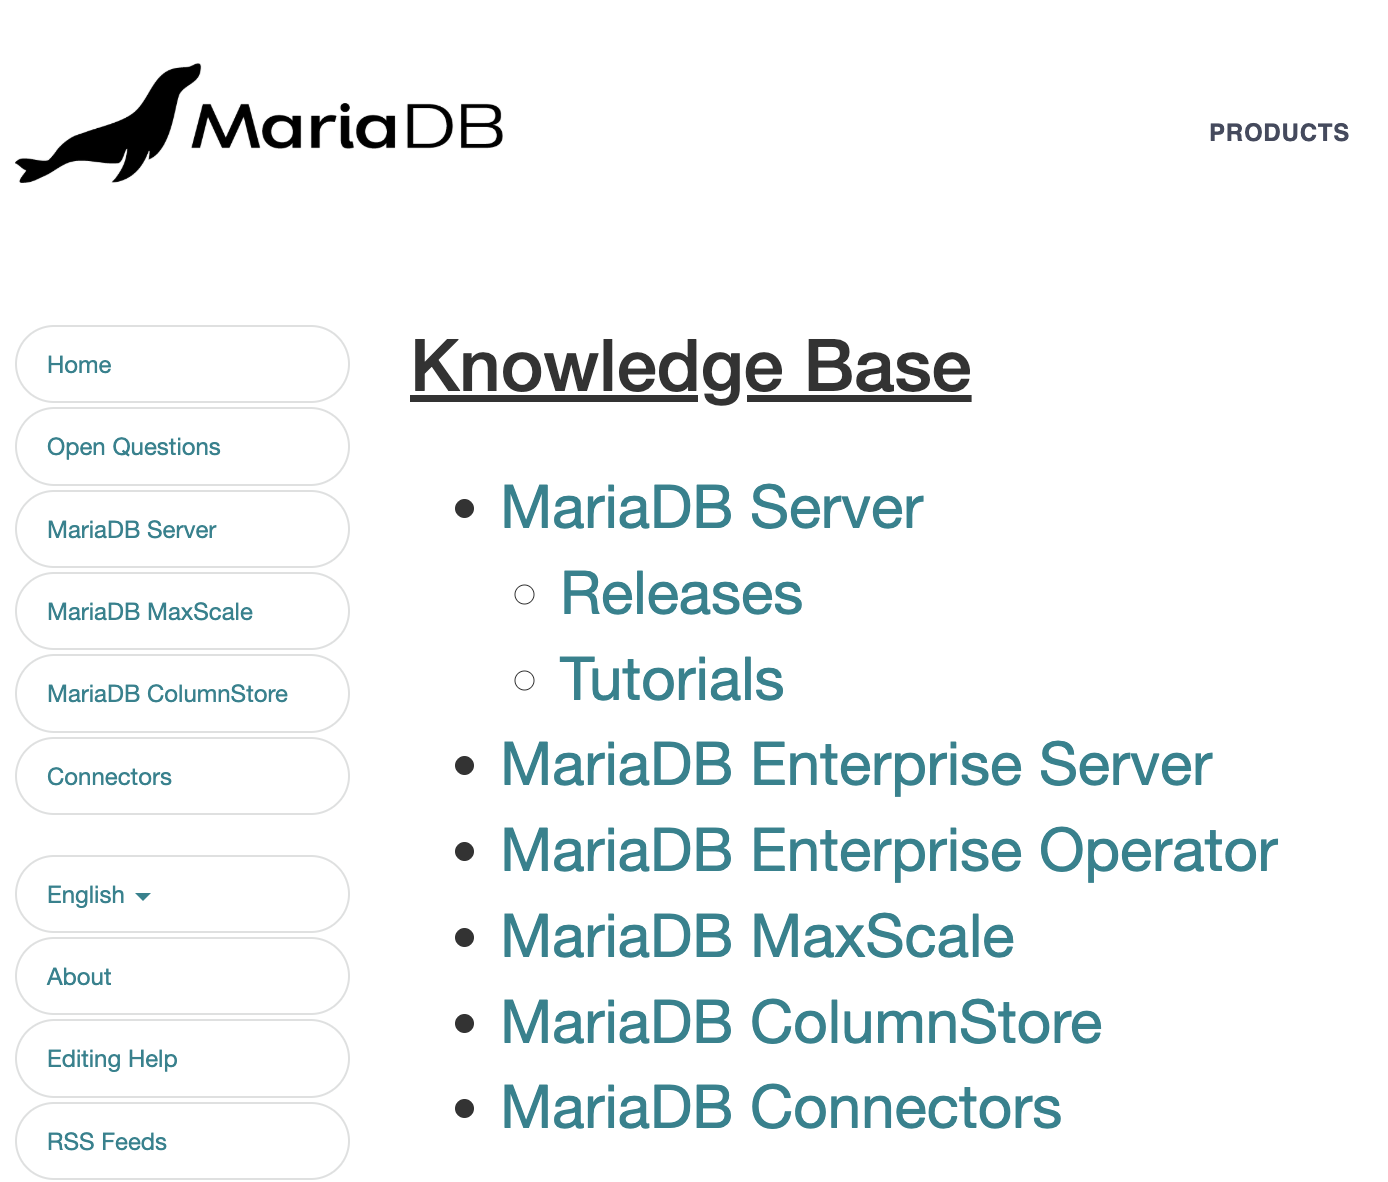 MariaDB
PRODUCTS
Home
Open Questions
MariaDB Server
MariaDB MaxScale
MariaDB ColumnStore
Connectors
English
About
Editing Help
RSS Feeds
Knowledge Base
MariaDB Server
Releases
Tutorials
MariaDB Enterprise Server
MariaDB Enterprise Operator
MariaDB MaxScale
MariaDB ColumnStore
MariaDB Connectors